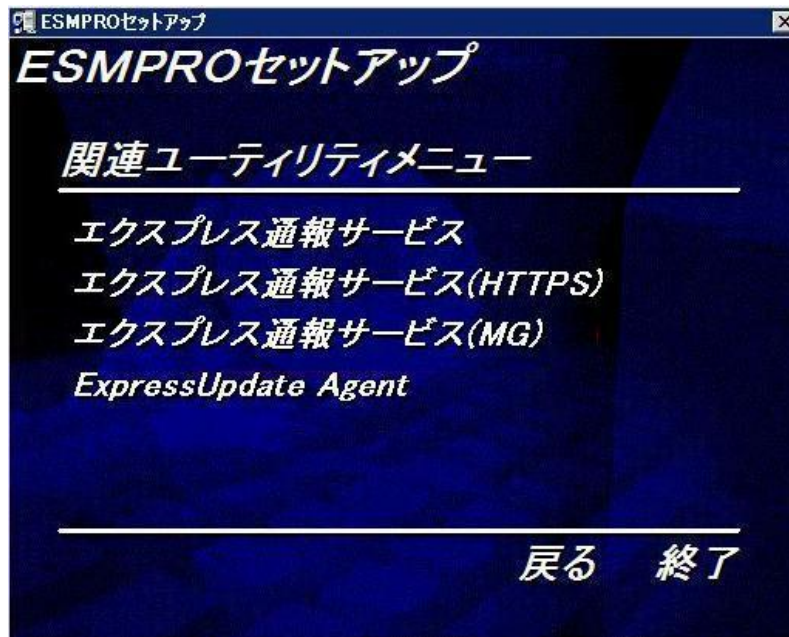 ESMPROセットアップ
ESMPROセットアップ
関連ユーティリティメニュー
エクスプレス通報サービス
エクスプレス通報サービス(HTTPS)
エクスプレス通報サービス(MG)
ExpressUpdate Agent
戻る 終了